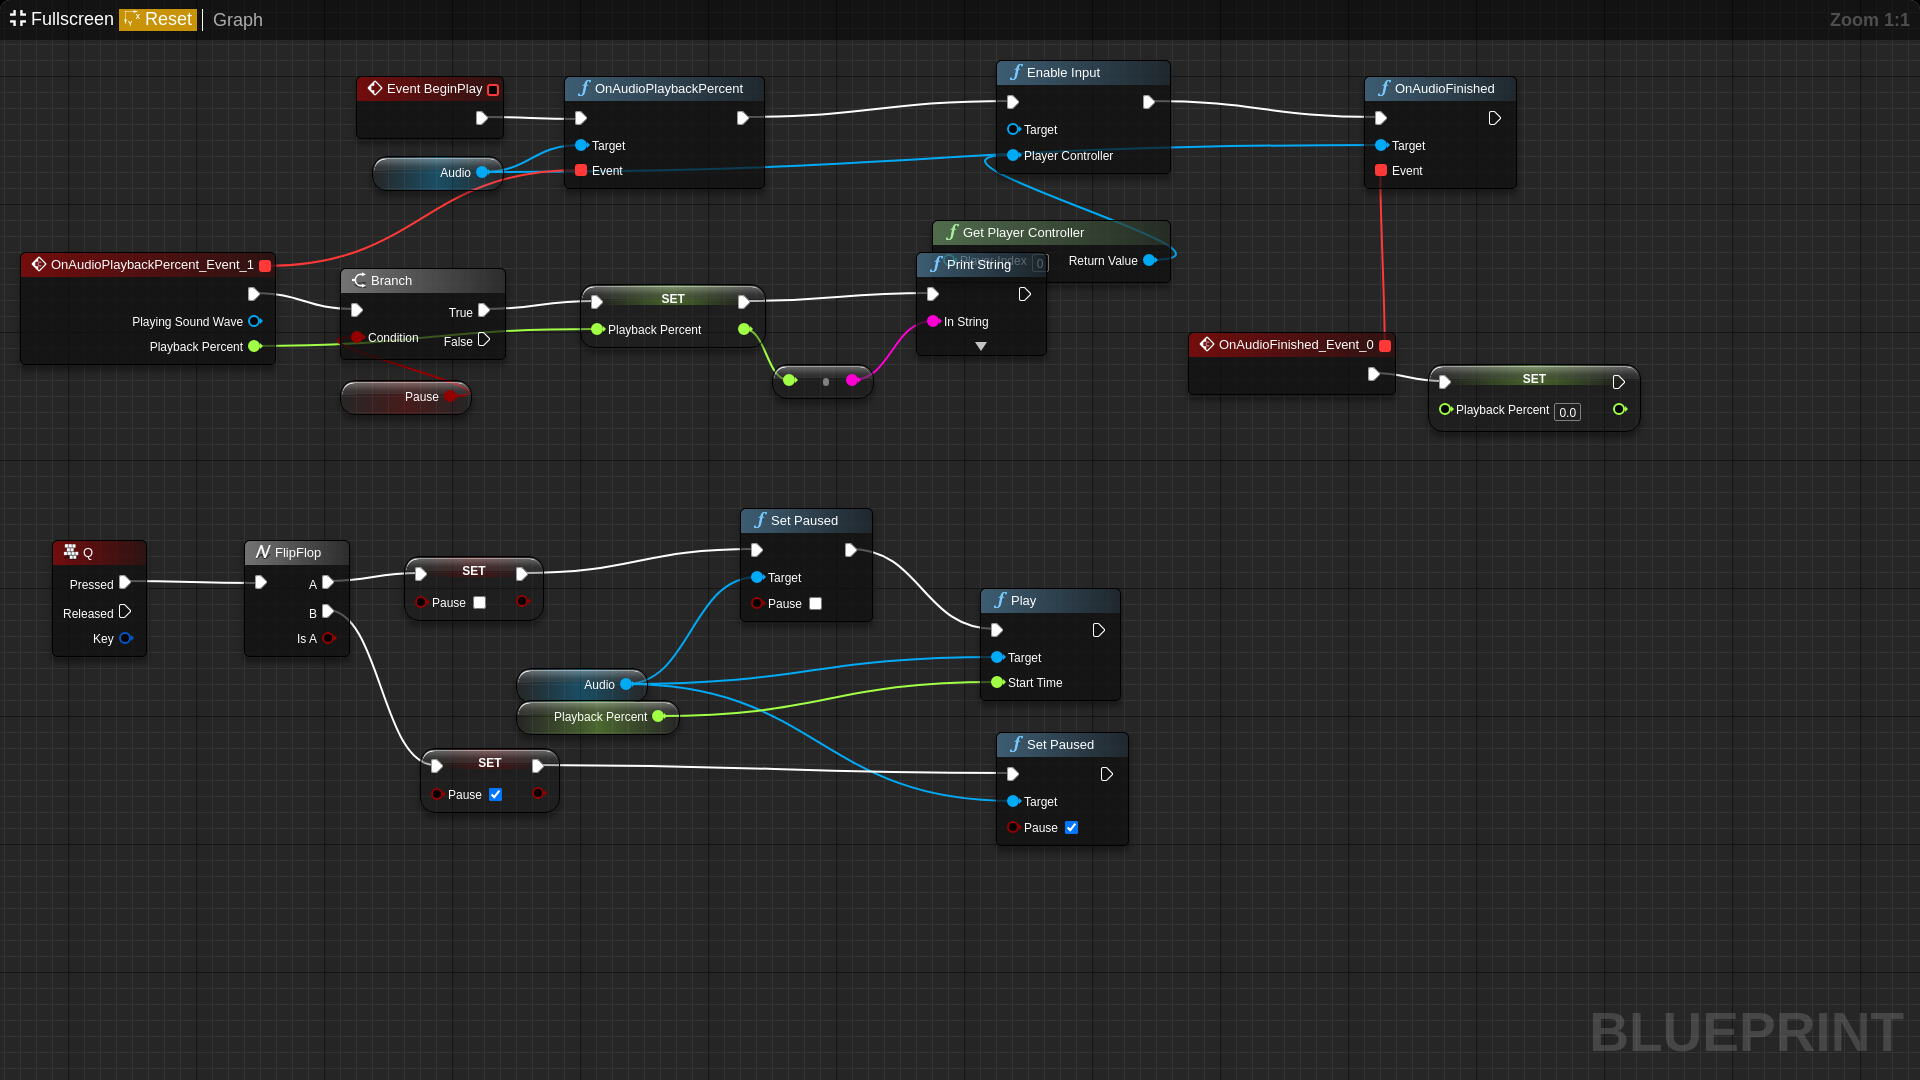 Fullscreen Reset Graph
Zoom 1:1
Event BeginPlay
OnAudioPlaybackPercent
Target
Event
Audio
Enable Input
Target
Player Controller
OnAudioFinished
Target
Event
Get Player Controller
Player Index 0
Return Value
OnAudioPlaybackPercent_Event_1
Playing Sound Wave
Playback Percent
Branch
True
Condition
False
Pause
SET
Playback Percent
Print String
In String
OnAudioFinished_Event_0
SET
Playback Percent 0.0
Q
Pressed
Released
Key
FlipFlop
A
B
Is A
SET
Pause
Set Paused
Target
Pause
Play
Target
Start Time
Audio
Playback Percent
SET
Pause
Set Paused
Target
Pause
BLUEPRINT